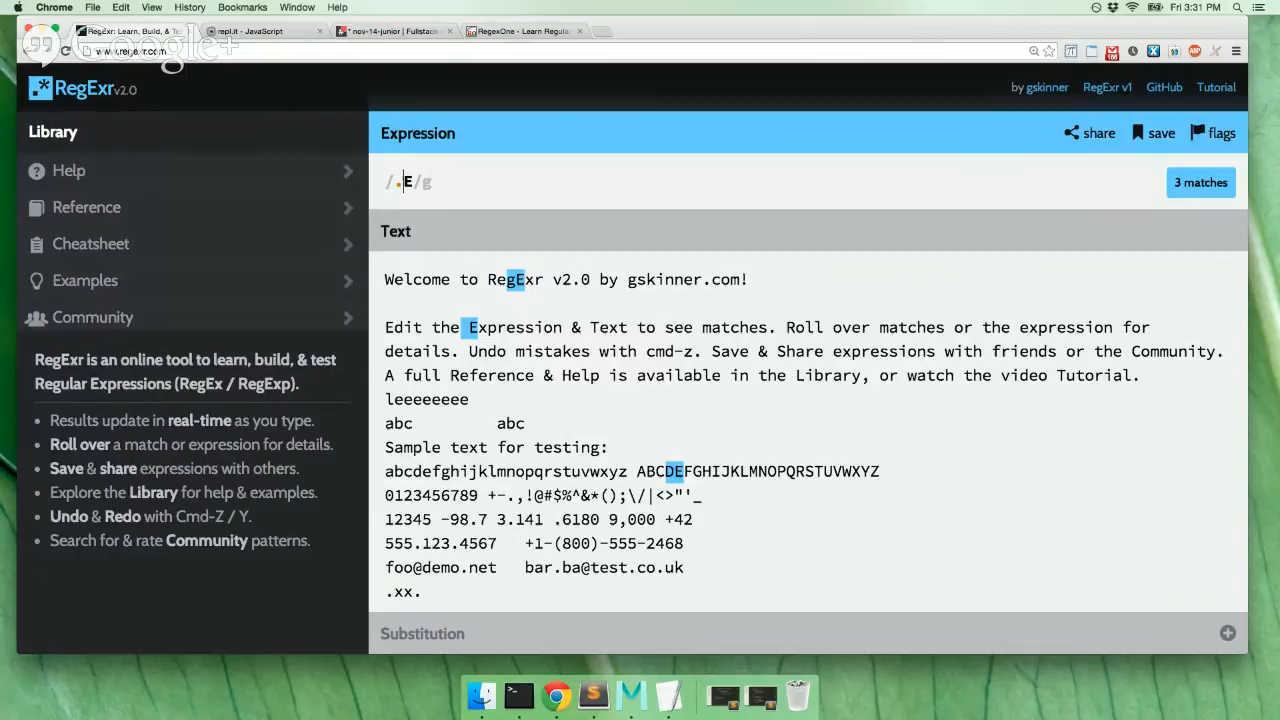 Chrome File Edit View History Bookmarks Window Help Fri 3:31 PM
RegExr: Learn, Build, & Te repl.it - JavaScript * nov-14-junior | Fullstack RegexOne - Learn Regular
Google+
www.regexr.com
RegExr v2.0
by gskinner RegExr v1 GitHub Tutorial
Library
Expression
share save flags
Help
/.E/g
3 matches
Reference
Text
Cheatsheet
Examples
Community
Welcome to RegExr v2.0 by gskinner.com!
Edit the Expression & Text to see matches. Roll over matches or the expression for
details. Undo mistakes with cmd-z. Save & Share expressions with friends or the Community.
A full Reference & Help is available in the Library, or watch the video Tutorial.
leeeeeeee
abc abc
Sample text for testing:
abcdefghijklmnopqrstuvwxyz ABCDEFGHIJKLMNOPQRSTUVWXYZ
0123456789 +-.,!@#$%^&*();\/|<>"'_
12345 -98.7 3.141 .6180 9,000 +42
555.123.4567 +1-(800)-555-2468
foo@demo.net bar.ba@test.co.uk
.xx.
RegExr is an online tool to learn, build, & test
Regular Expressions (RegEx / RegExp).
• Results update in real-time as you type.
• Roll over a match or expression for details.
• Save & share expressions with others.
• Explore the Library for help & examples.
• Undo & Redo with Cmd-Z / Y.
• Search for & rate Community patterns.
Substitution